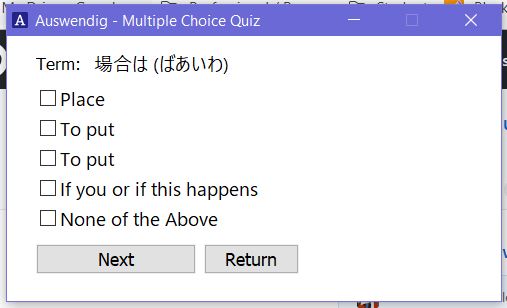 Auswendig - Multiple Choice Quiz
Term: 場合は (ばあいわ)
Place
To put
To put
If you or if this happens
None of the Above
Next Return